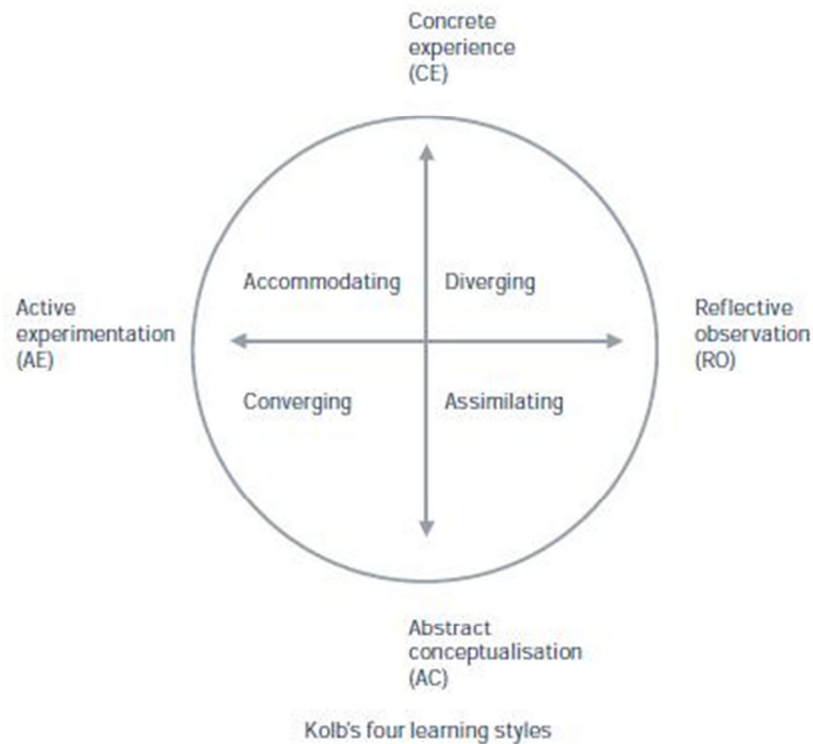 Concrete
experience
(CE)
Accommodating
Diverging
Active
experimentation
(AE)
Reflective
observation
(RO)
Converging
Assimilating
Abstract
conceptualisation
(AC)
Kolb's four learning styles